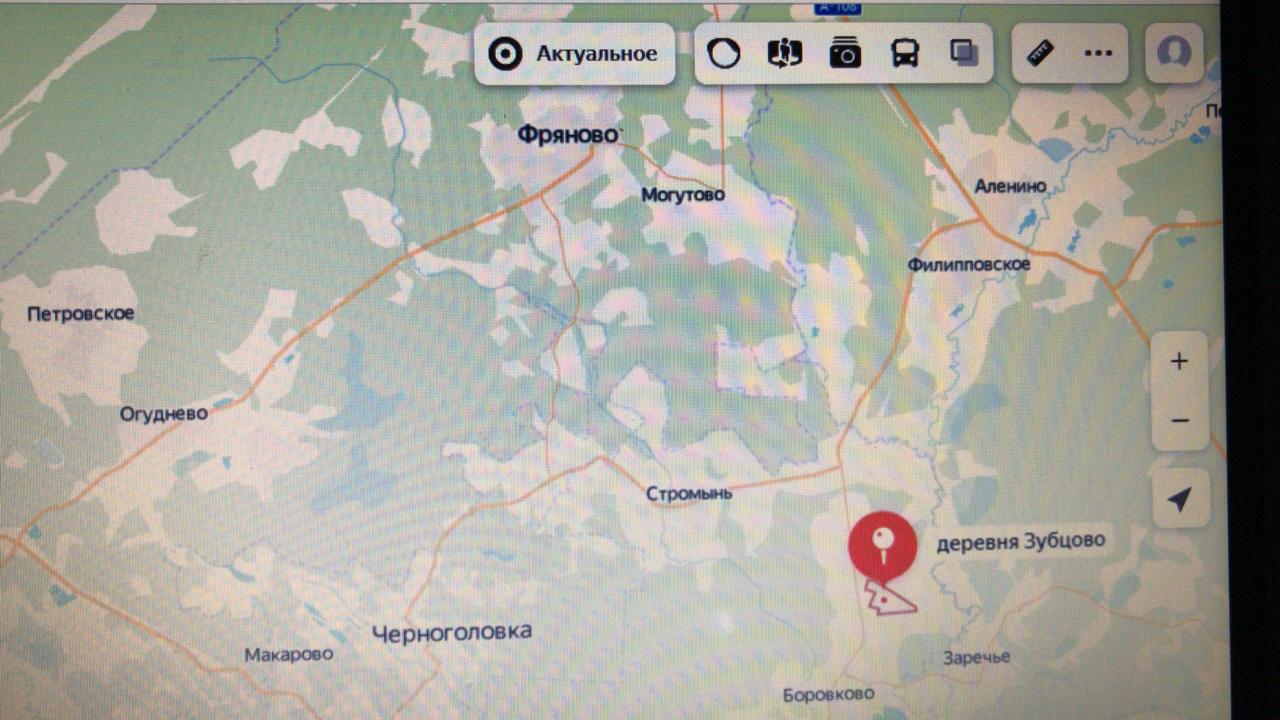 А-108
Актуальное
Фряново
Могутово
Аленино
Филипповское
Петровское
Огуднево
Стромынь
деревня Зубцово
Черноголовка
Макарово
Заречье
Боровково